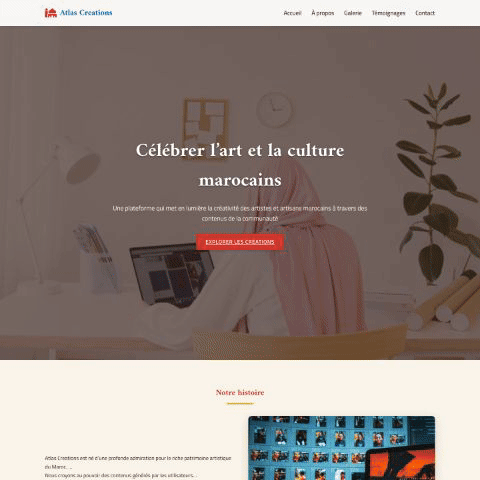 Atlas Creations
Accueil À propos Galerie Témoignages Contact
Célébrer l'art et la culture
marocains
Une plateforme qui met en lumière la créativité des artistes et artisans marocains à travers des
contenus de la communauté
EXPLORER LES CRÉATIONS
Notre histoire
Atlas Creations est né d'une profonde admiration pour la riche patrimoine artistique
du Maroc. ...
Nous croyons au pouvoir des contenus générés par les utilisateurs...